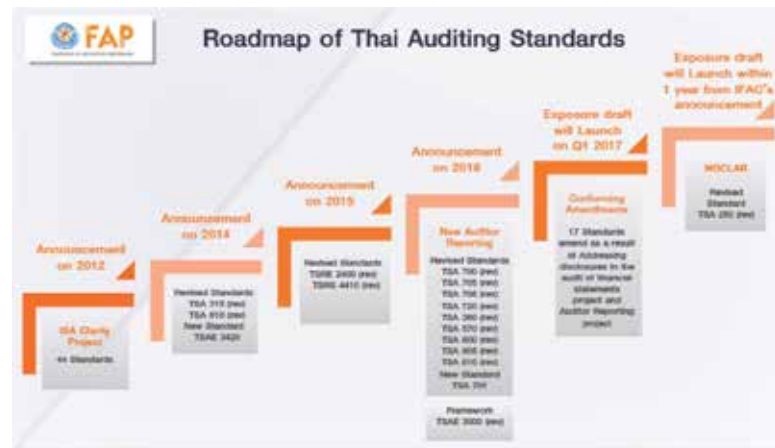 FAP
Roadmap of Thai Auditing Standards
Announcement
on 2012
ISA Clarity
Project
44 Standards
Announcement
on 2014
Revised Standards
TSA 315 (rev)
TSA 610 (rev)
New Standard
TSAE 3420
Announcement
on 2015
Revised Standards
TSRE 2400 (rev)
TSRS 4410 (rev)
Announcement
on 2016
New Auditor
Reporting
Revised Standards
TSA 700 (rev)
TSA 705 (rev)
TSA 706 (rev)
TSA 720 (rev)
TSA 260 (rev)
TSA 570 (rev)
TSA 800 (rev)
TSA 805 (rev)
TSA 810 (rev)
New Standard
TSA 701
Framework
TSAE 3000 (rev)
Exposure draft
will Launch
on Q1 2017
Conforming
Amendments
17 Standards
amend as a result
of Addressing
disclosures in the
audit of financial
statements
project and
Auditor Reporting
project
Exposure draft
will Launch within
1 year from IFAC's
announcement
NOCLAR
Revised
Standard
TSA 250 (rev)